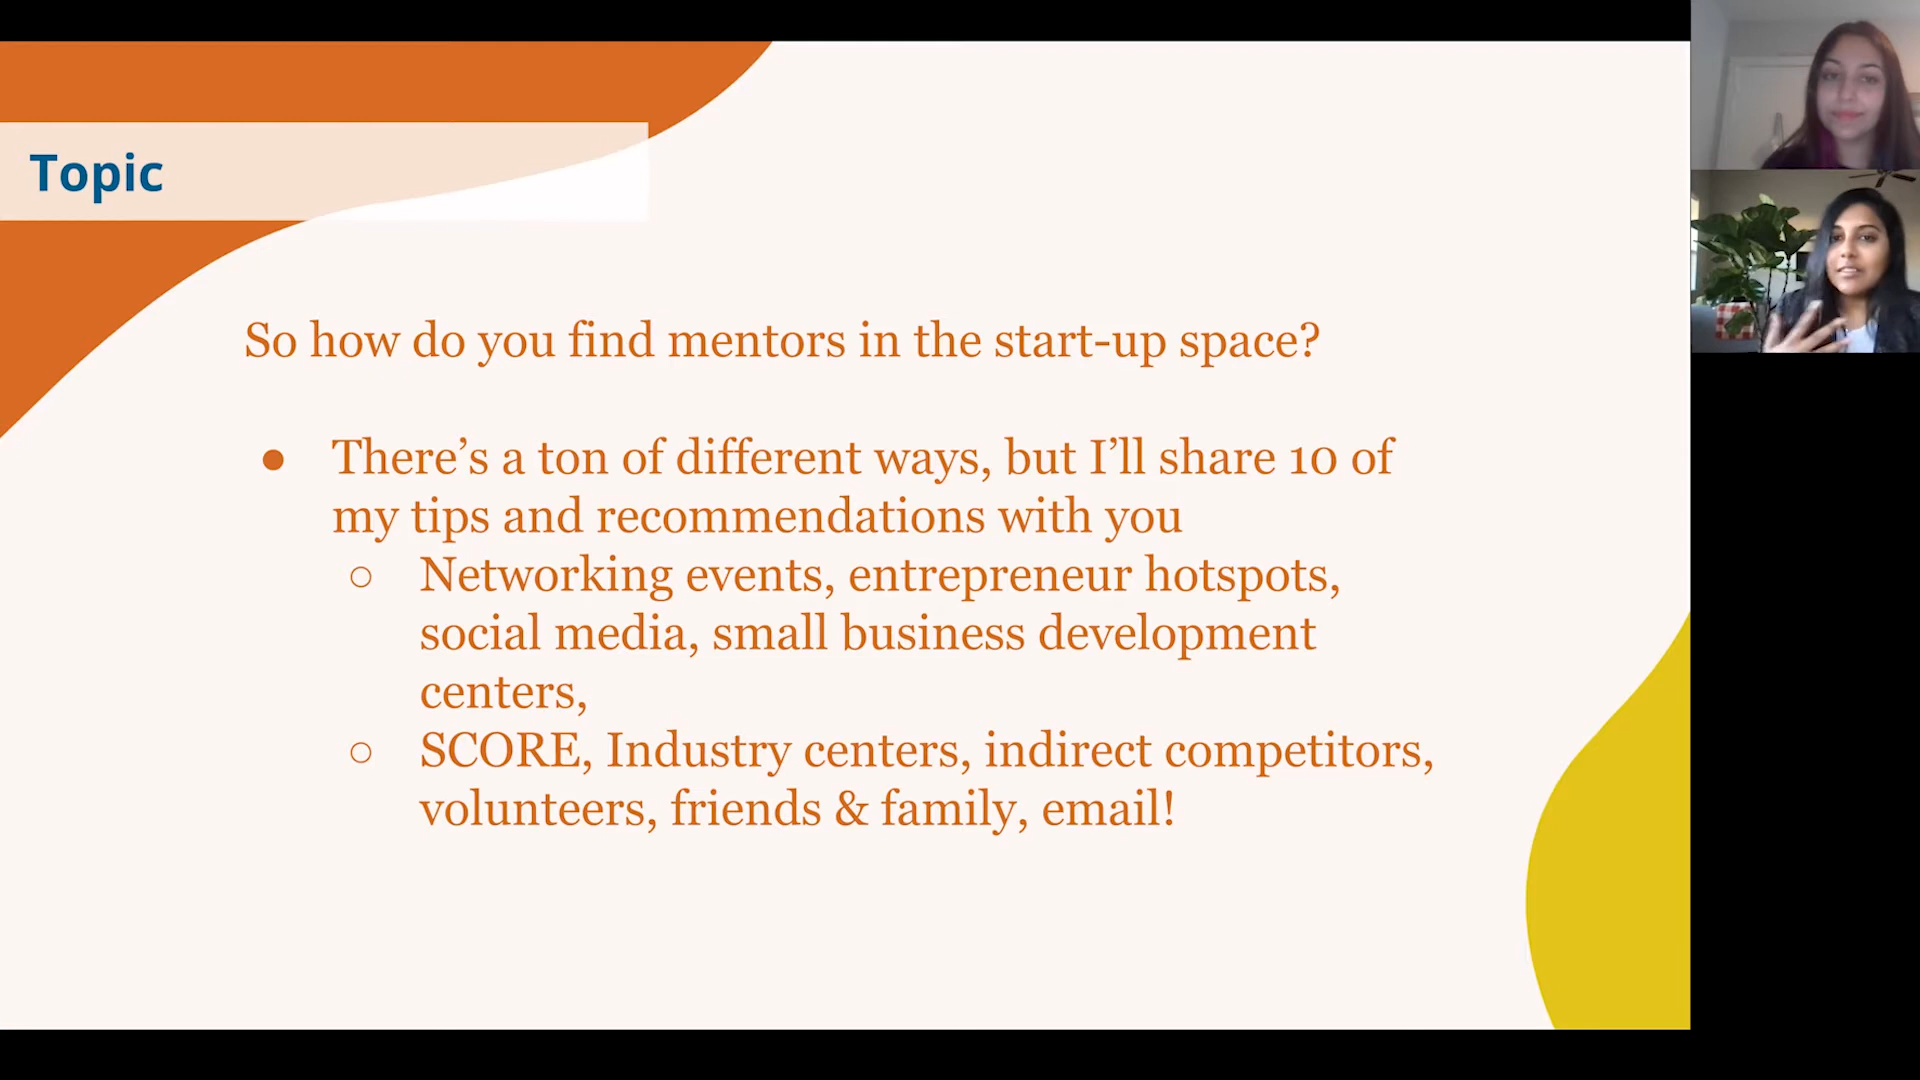 Topic
So how do you find mentors in the start-up space?
● There’s a ton of different ways, but I’ll share 10 of
my tips and recommendations with you
○ Networking events, entrepreneur hotspots,
social media, small business development
centers,
○ SCORE, Industry centers, indirect competitors,
volunteers, friends & family, email!